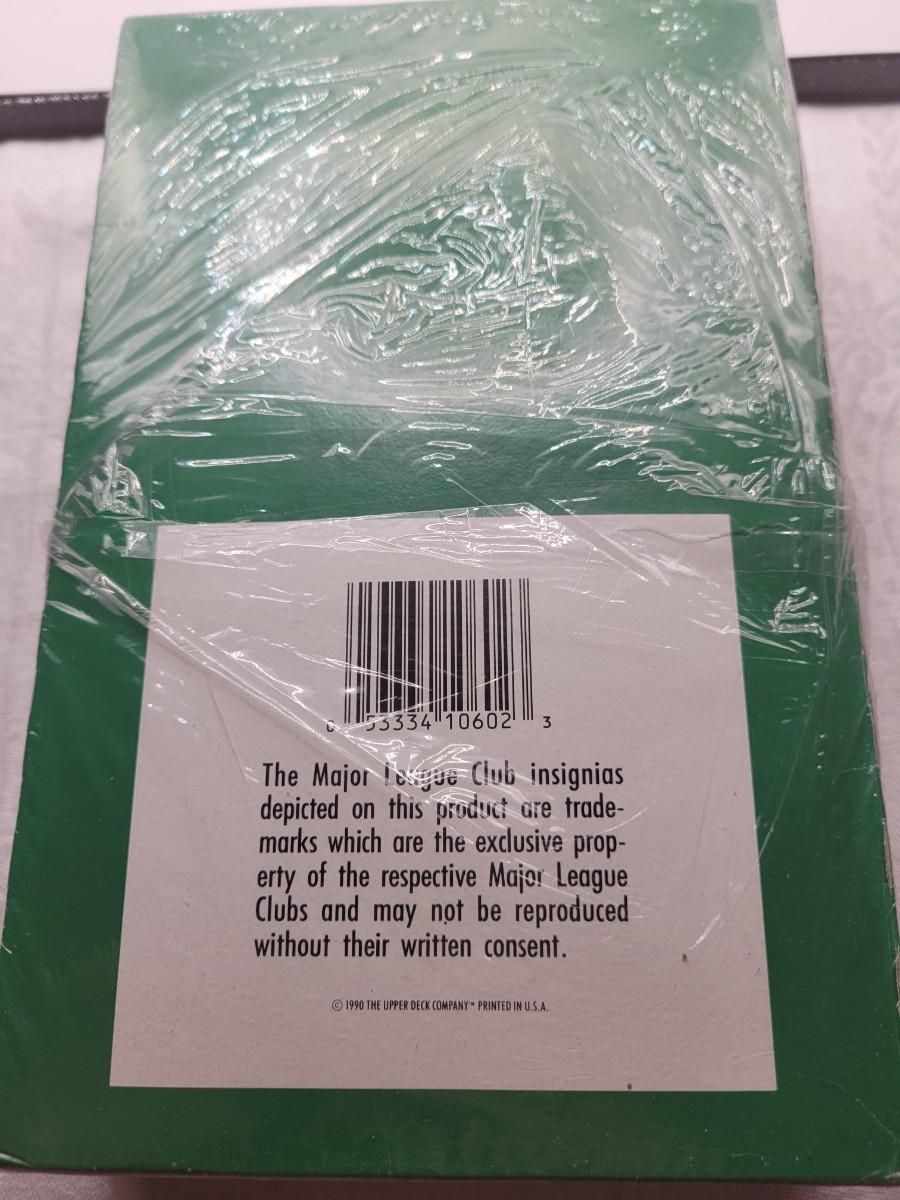 0 53334 10602 3
The Major League Club insignias
depicted on this product are trade-
marks which are the exclusive prop-
erty of the respective Major League
Clubs and may not be reproduced
without their written consent.
© 1990 THE UPPER DECK COMPANY™ PRINTED IN U.S.A.